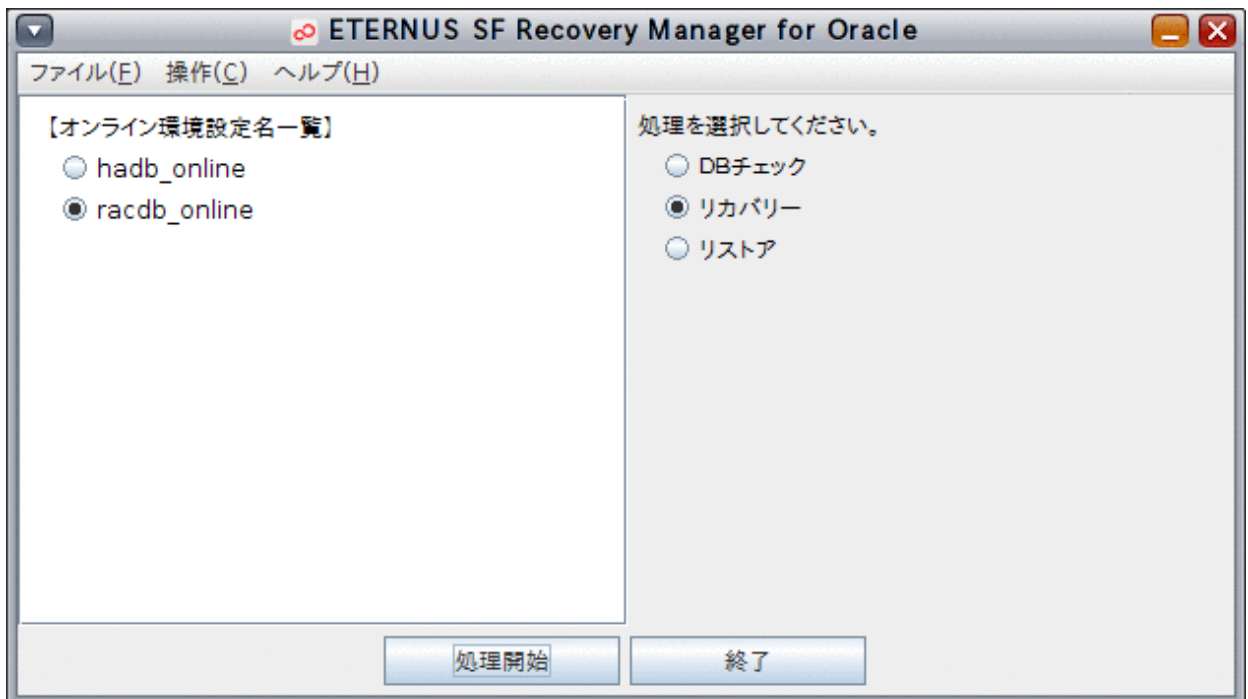 ETERNUS SF Recovery Manager for Oracle
ファイル(F) 操作(C) ヘルプ(H)
【オンライン環境設定名一覧】
hadb_online
racdb_online
処理を選択してください。
DBチェック
リカバリー
リストア
処理開始
終了